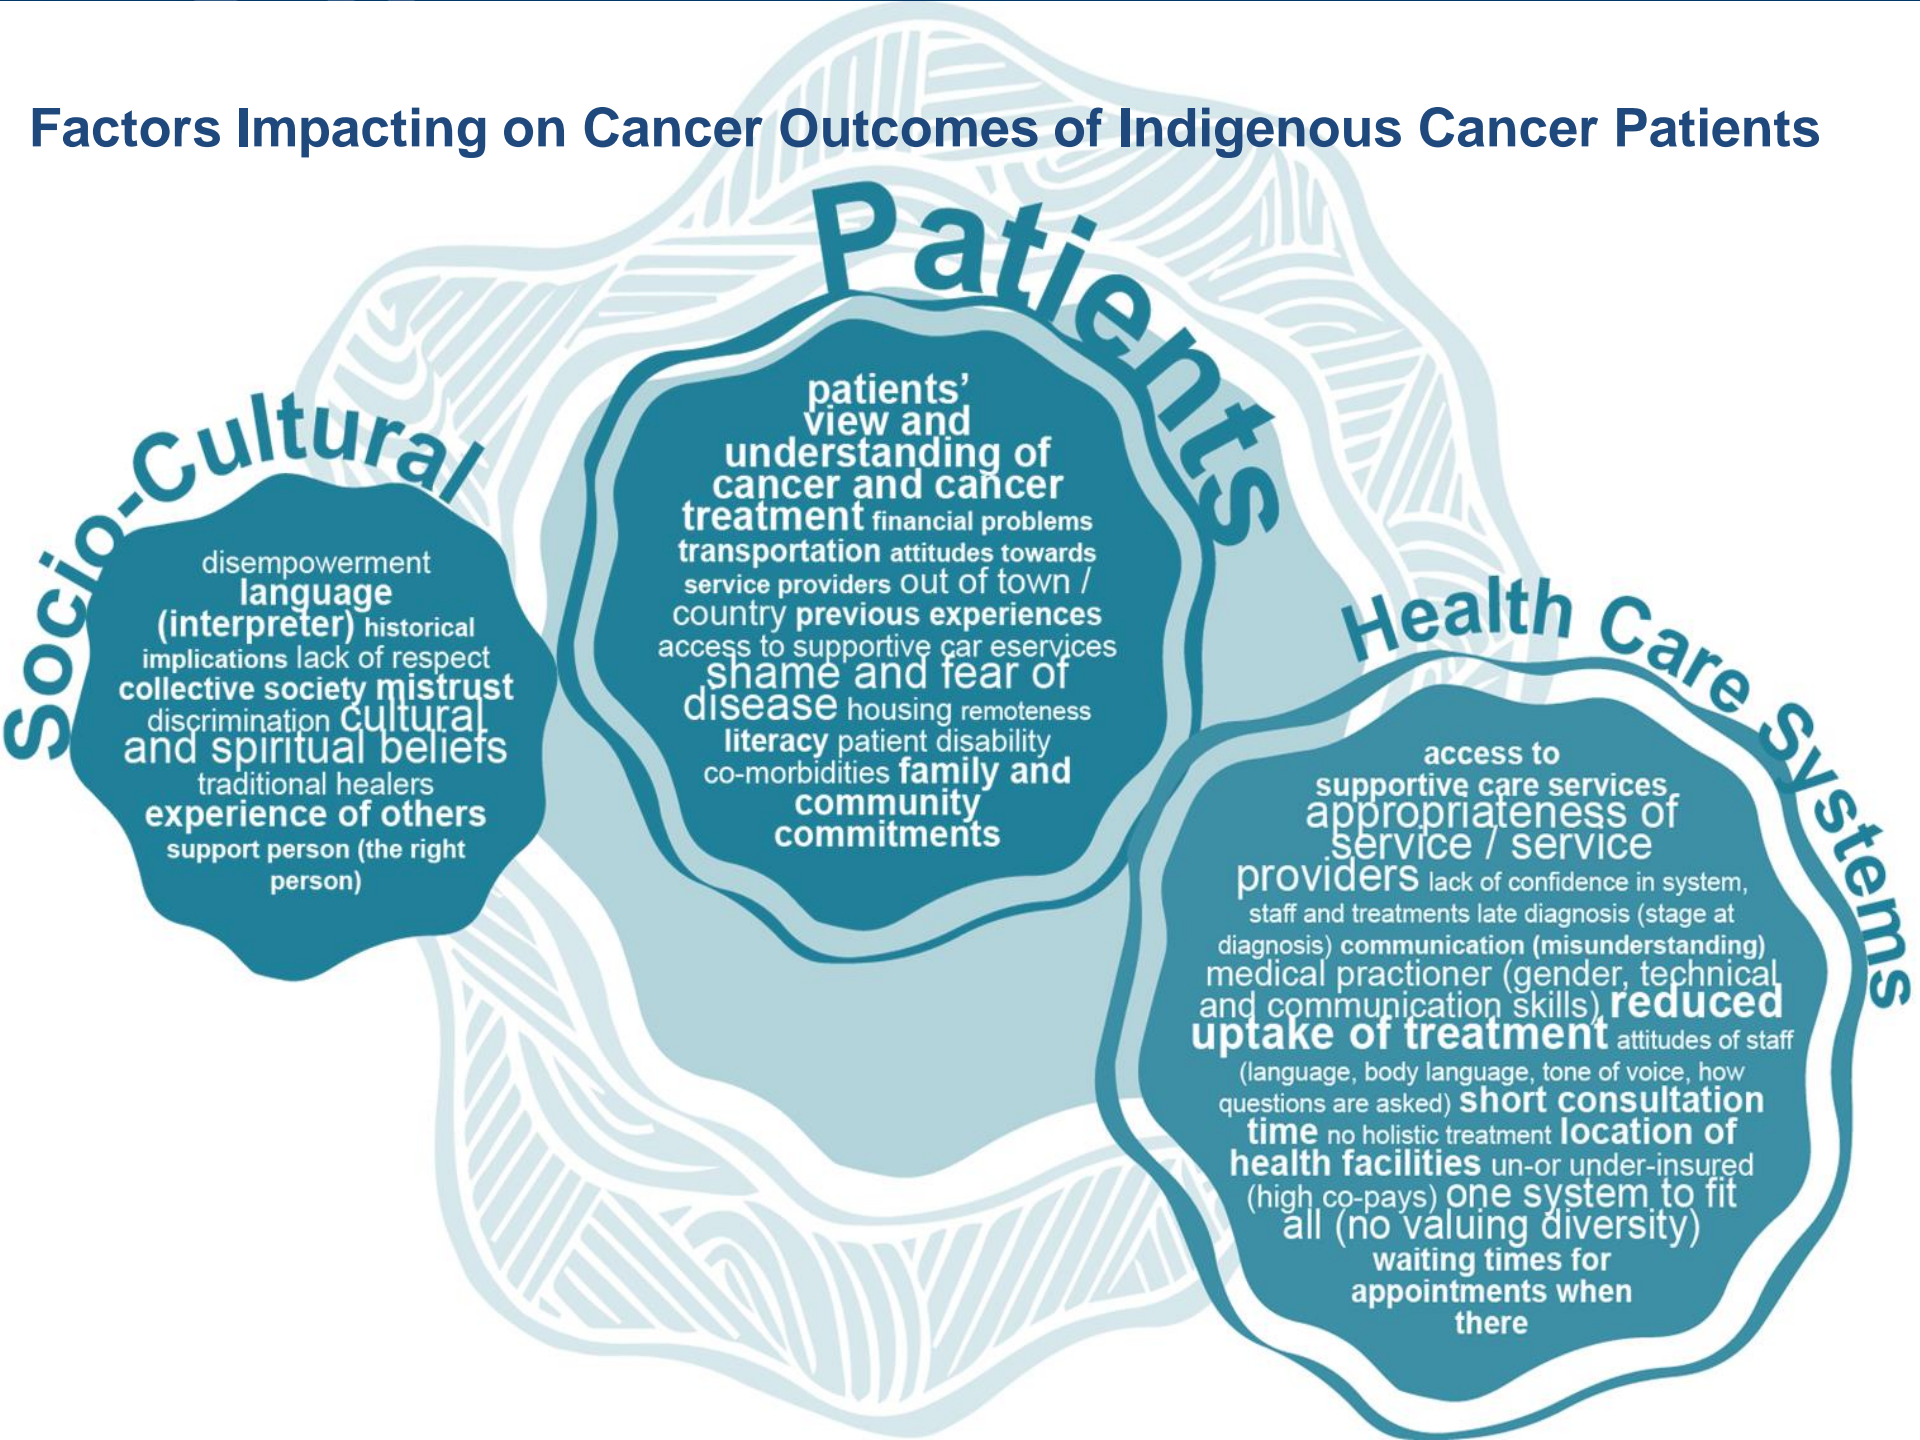 Factors Impacting on Cancer Outcomes of Indigenous Cancer Patients
Socio-Cultural
disempowerment
language
(interpreter) historical
implications lack of respect
collective society mistrust
discrimination cultural
and spiritual beliefs
traditional healers
experience of others
support person (the right
person)
Patients
patients’
view and
understanding of
cancer and cancer
treatment financial problems
transportation attitudes towards
service providers out of town /
country previous experiences
access to supportive car eservices
shame and fear of
disease housing remoteness
literacy patient disability
co-morbidities family and
community
commitments
Health Care Systems
access to
supportive care services
appropriateness of
service / service
providers lack of confidence in system,
staff and treatments late diagnosis (stage at
diagnosis) communication (misunderstanding)
medical practioner (gender, technical
and communication skills) reduced
uptake of treatment attitudes of staff
(language, body language, tone of voice, how
questions are asked) short consultation
time no holistic treatment location of
health facilities un-or under-insured
(high co-pays) one system to fit
all (no valuing diversity)
waiting times for
appointments when
there